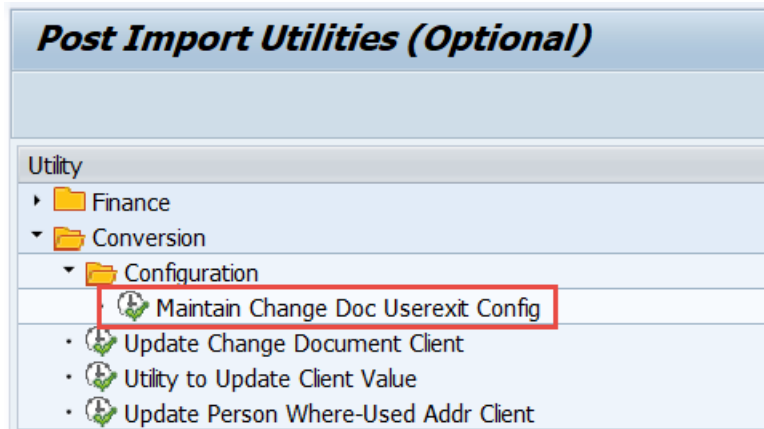 Post Import Utilities (Optional)
Utility
Finance
Conversion
Configuration
Maintain Change Doc Userexit Config
Update Change Document Client
Utility to Update Client Value
Update Person Where-Used Addr Client